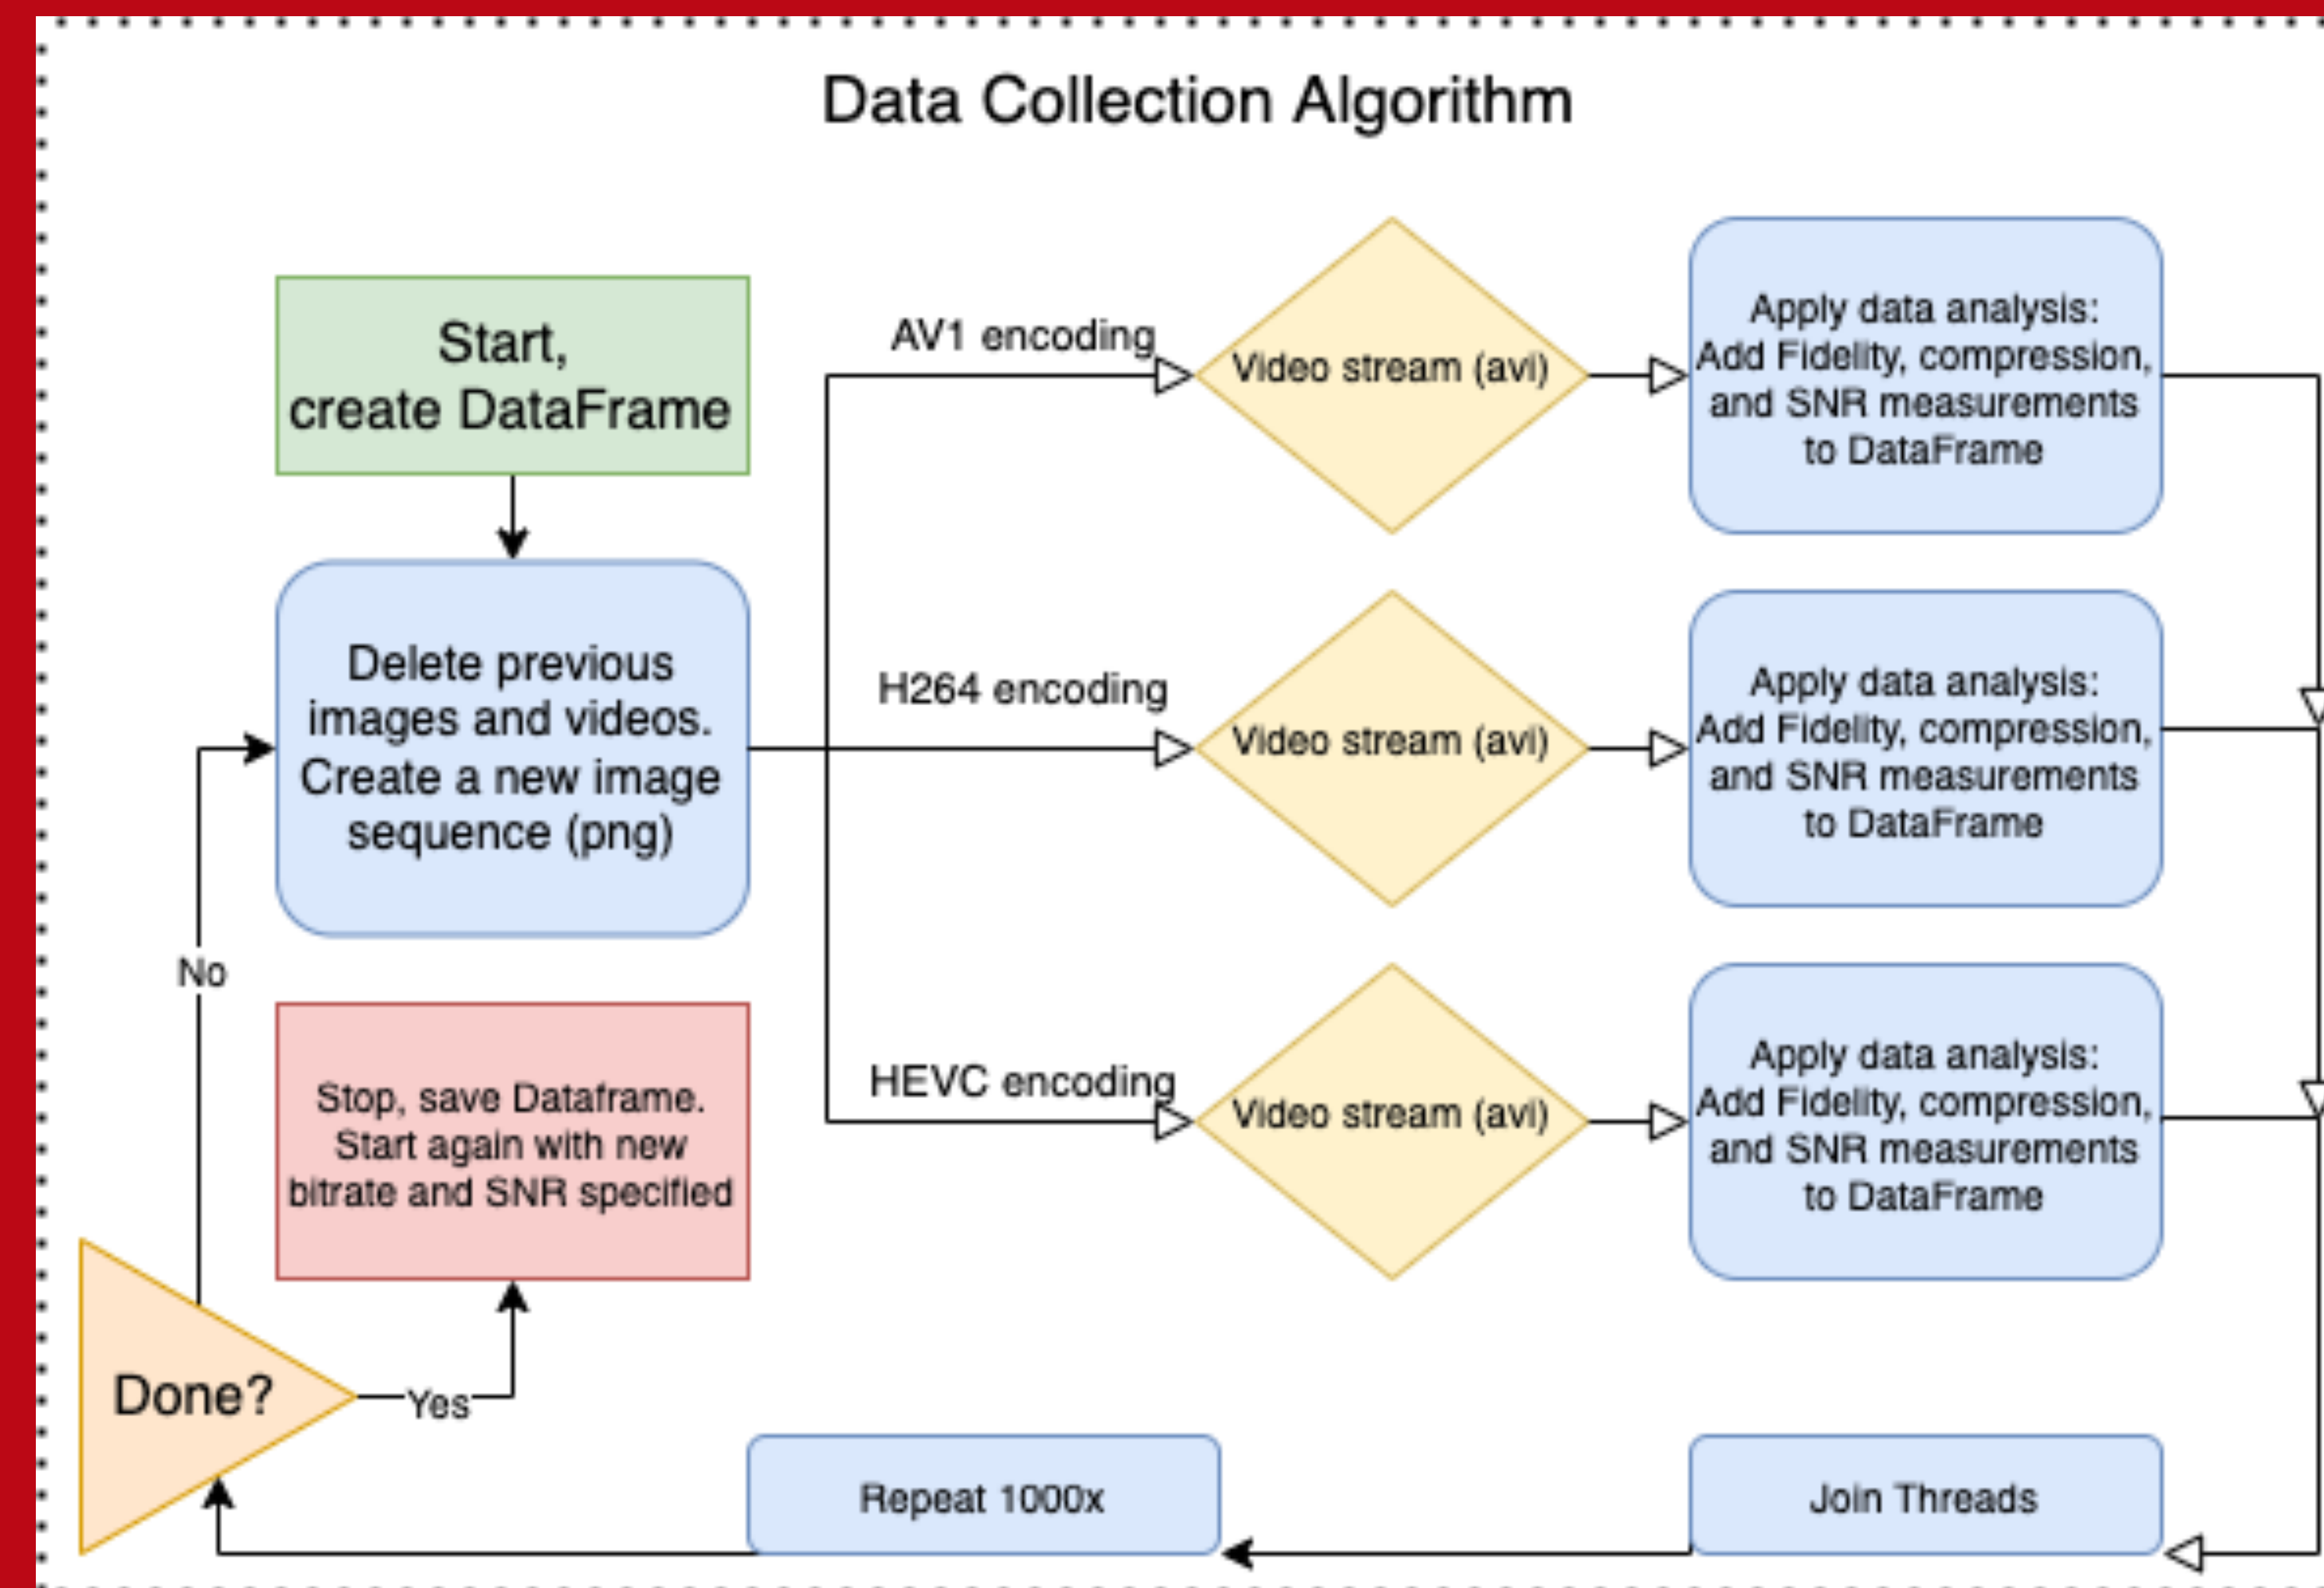 Data Collection Algorithm
Start,
create DataFrame
Delete previous
images and videos.
Create a new image
sequence (png)
AV1 encoding
Video stream (avi)
Apply data analysis:
Add Fidelity, compression,
and SNR measurements
to DataFrame
H264 encoding
Video stream (avi)
Apply data analysis:
Add Fidelity, compression,
and SNR measurements
to DataFrame
HEVC encoding
Video stream (avi)
Apply data analysis:
Add Fidelity, compression,
and SNR measurements
to DataFrame
Join Threads
Repeat 1000x
Done?
No
Yes
Stop, save Dataframe.
Start again with new
bitrate and SNR specified